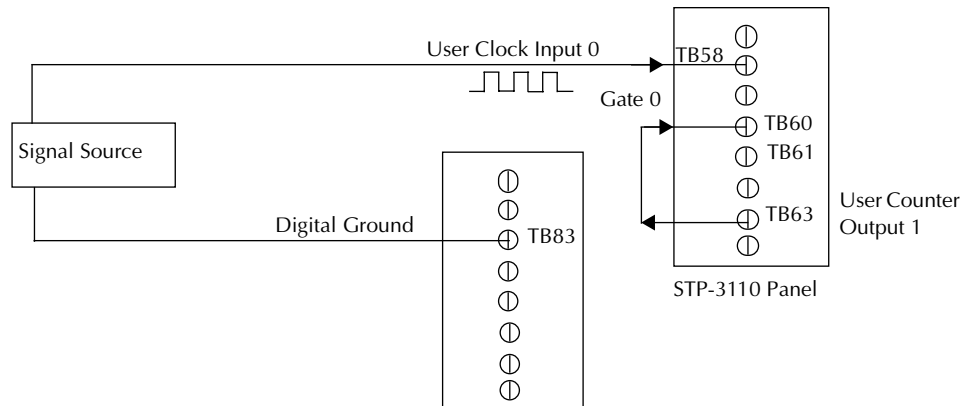 User Clock Input 0
TB58
Gate 0
TB60
Signal Source
TB61
TB63
User Counter
Output 1
Digital Ground
TB83
STP-3110 Panel